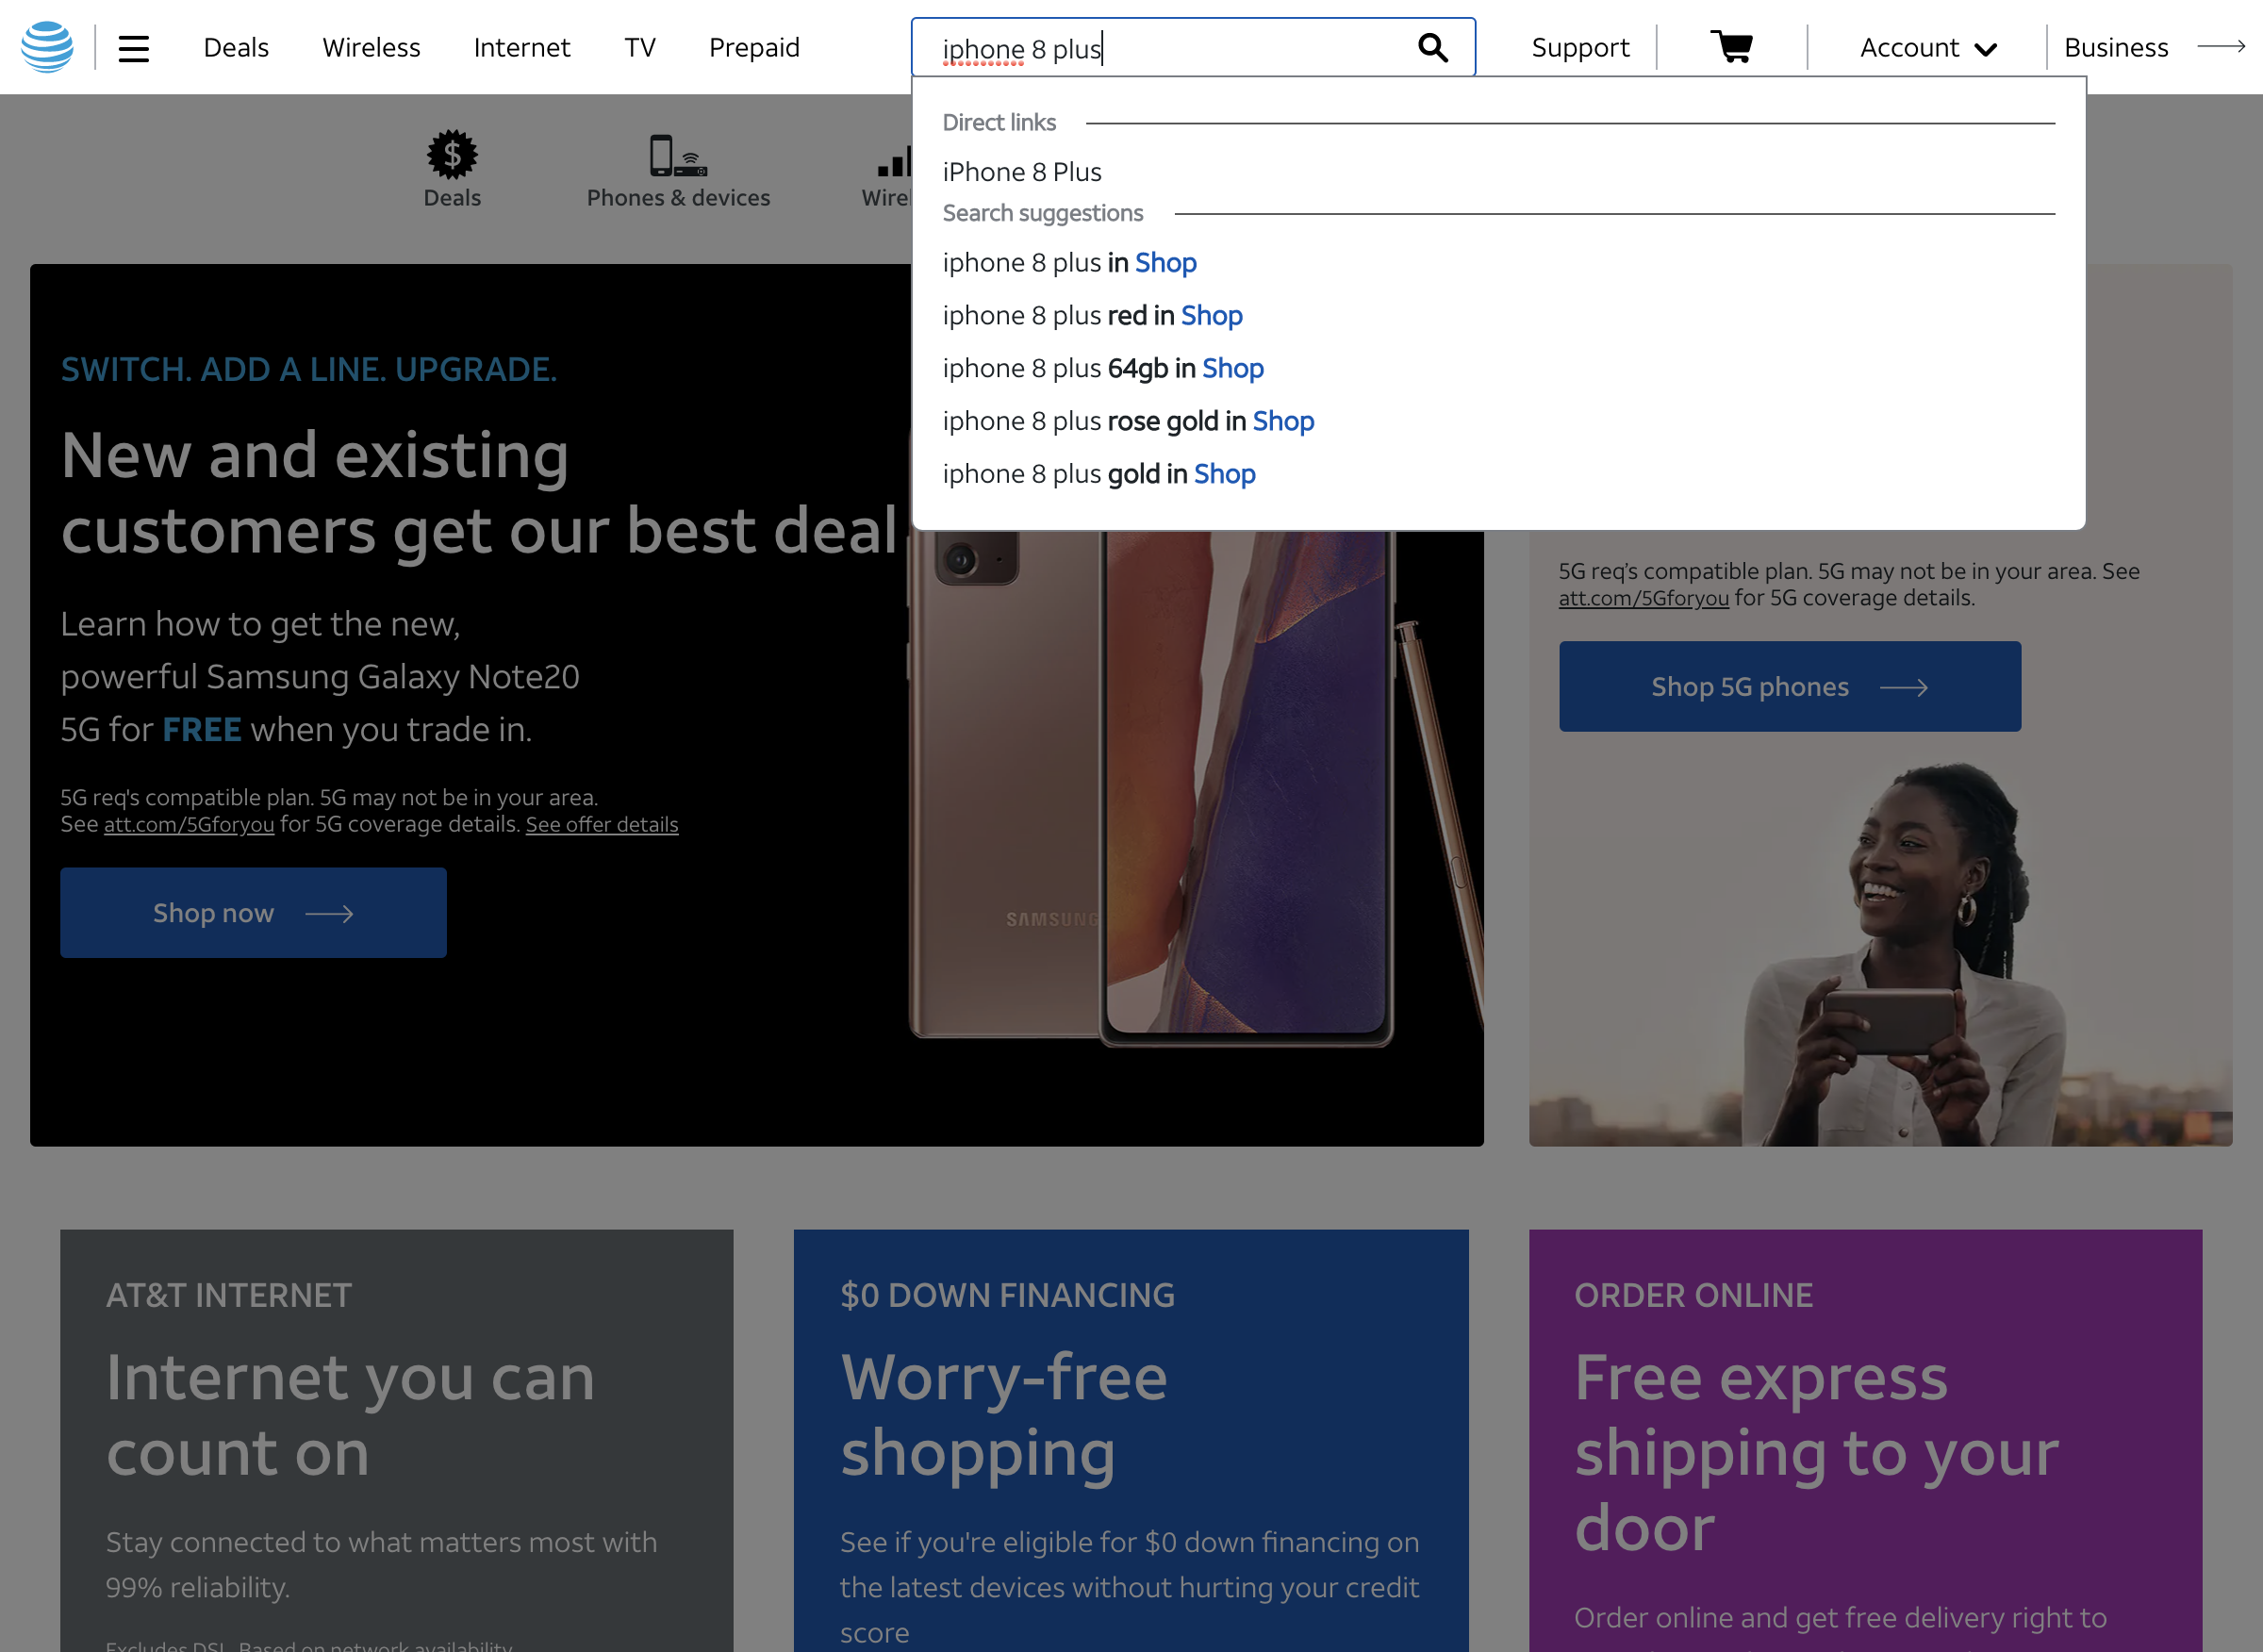 Deals Wireless Internet TV Prepaid iphone 8 plus Support Account Business
Direct links
iPhone 8 Plus
Search suggestions
iphone 8 plus in Shop
iphone 8 plus red in Shop
iphone 8 plus 64gb in Shop
iphone 8 plus rose gold in Shop
iphone 8 plus gold in Shop
Deals Phones & devices
SWITCH. ADD A LINE. UPGRADE.
New and existing
customers get our best deal
Learn how to get the new,
powerful Samsung Galaxy Note20
5G for FREE when you trade in.
5G req's compatible plan. 5G may not be in your area.
See att.com/5Gforyou for 5G coverage details. See offer details
Shop now
SAMSUNG
5G req’s compatible plan. 5G may not be in your area. See
att.com/5Gforyou for 5G coverage details.
Shop 5G phones
AT&T INTERNET
Internet you can
count on
Stay connected to what matters most with
99% reliability.
Excludes DSL. Based on network availability.
$0 DOWN FINANCING
Worry-free
shopping
See if you're eligible for $0 down financing on
the latest devices without hurting your credit
score
ORDER ONLINE
Free express
shipping to your
door
Order online and get free delivery right to